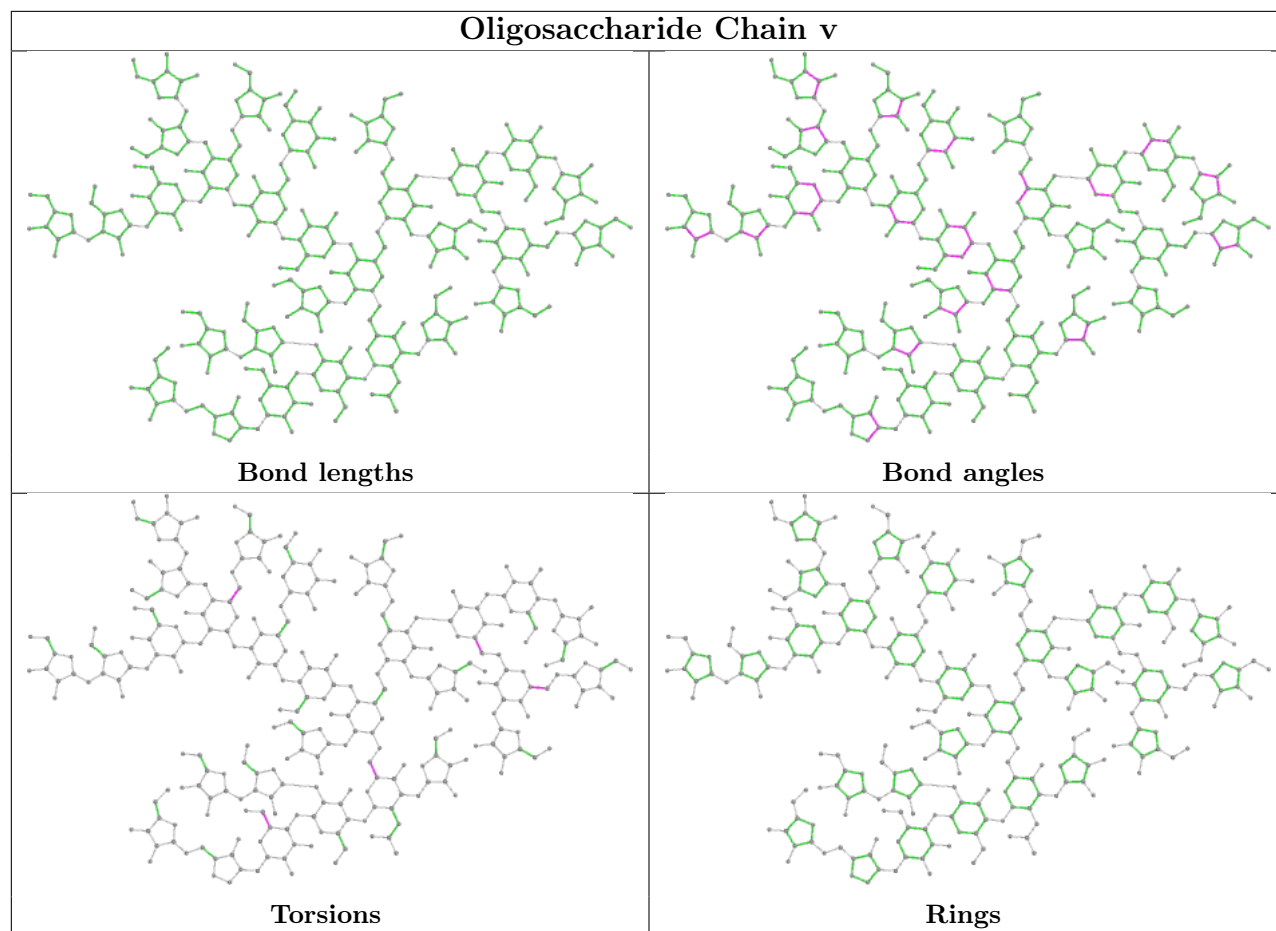 Oligosaccharide Chain v
Bond lengths
Bond angles
Torsions
Rings